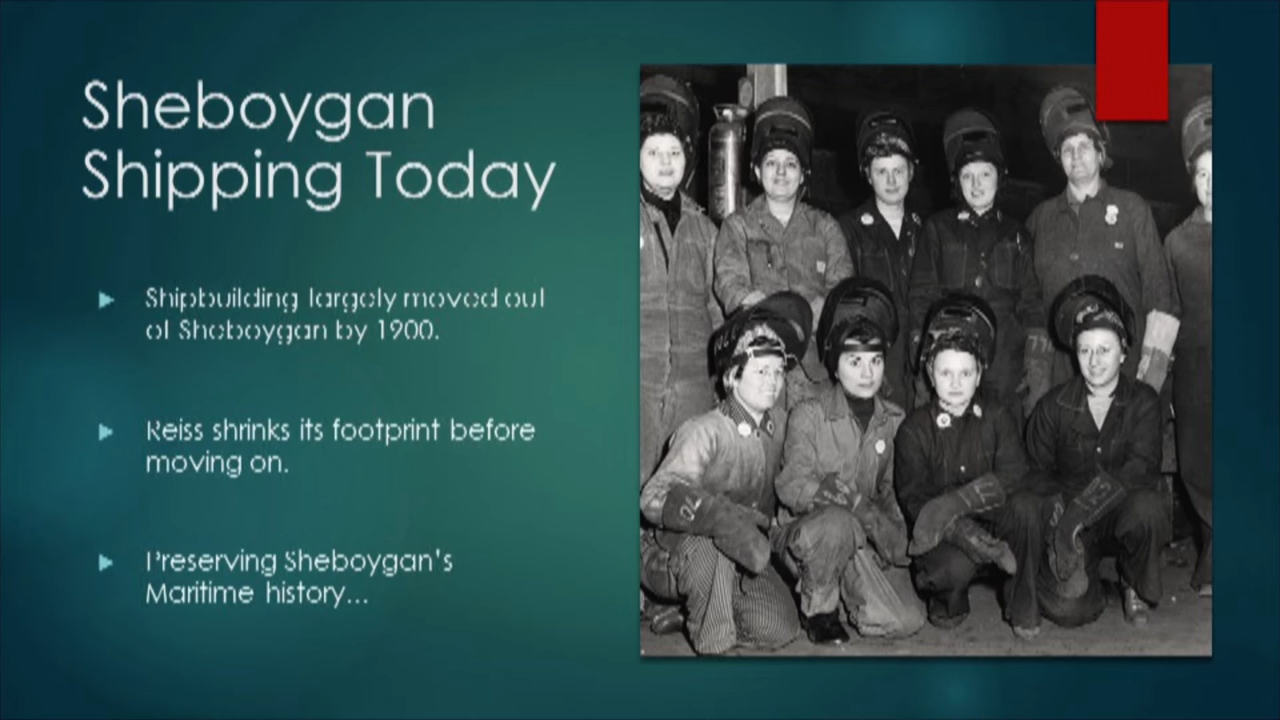 Sheboygan
Shipping Today
Shipbuilding largely moved out
of Sheboygan by 1900.
Reiss shrinks its footprint before
moving on.
Preserving Sheboygan's
Maritime history...